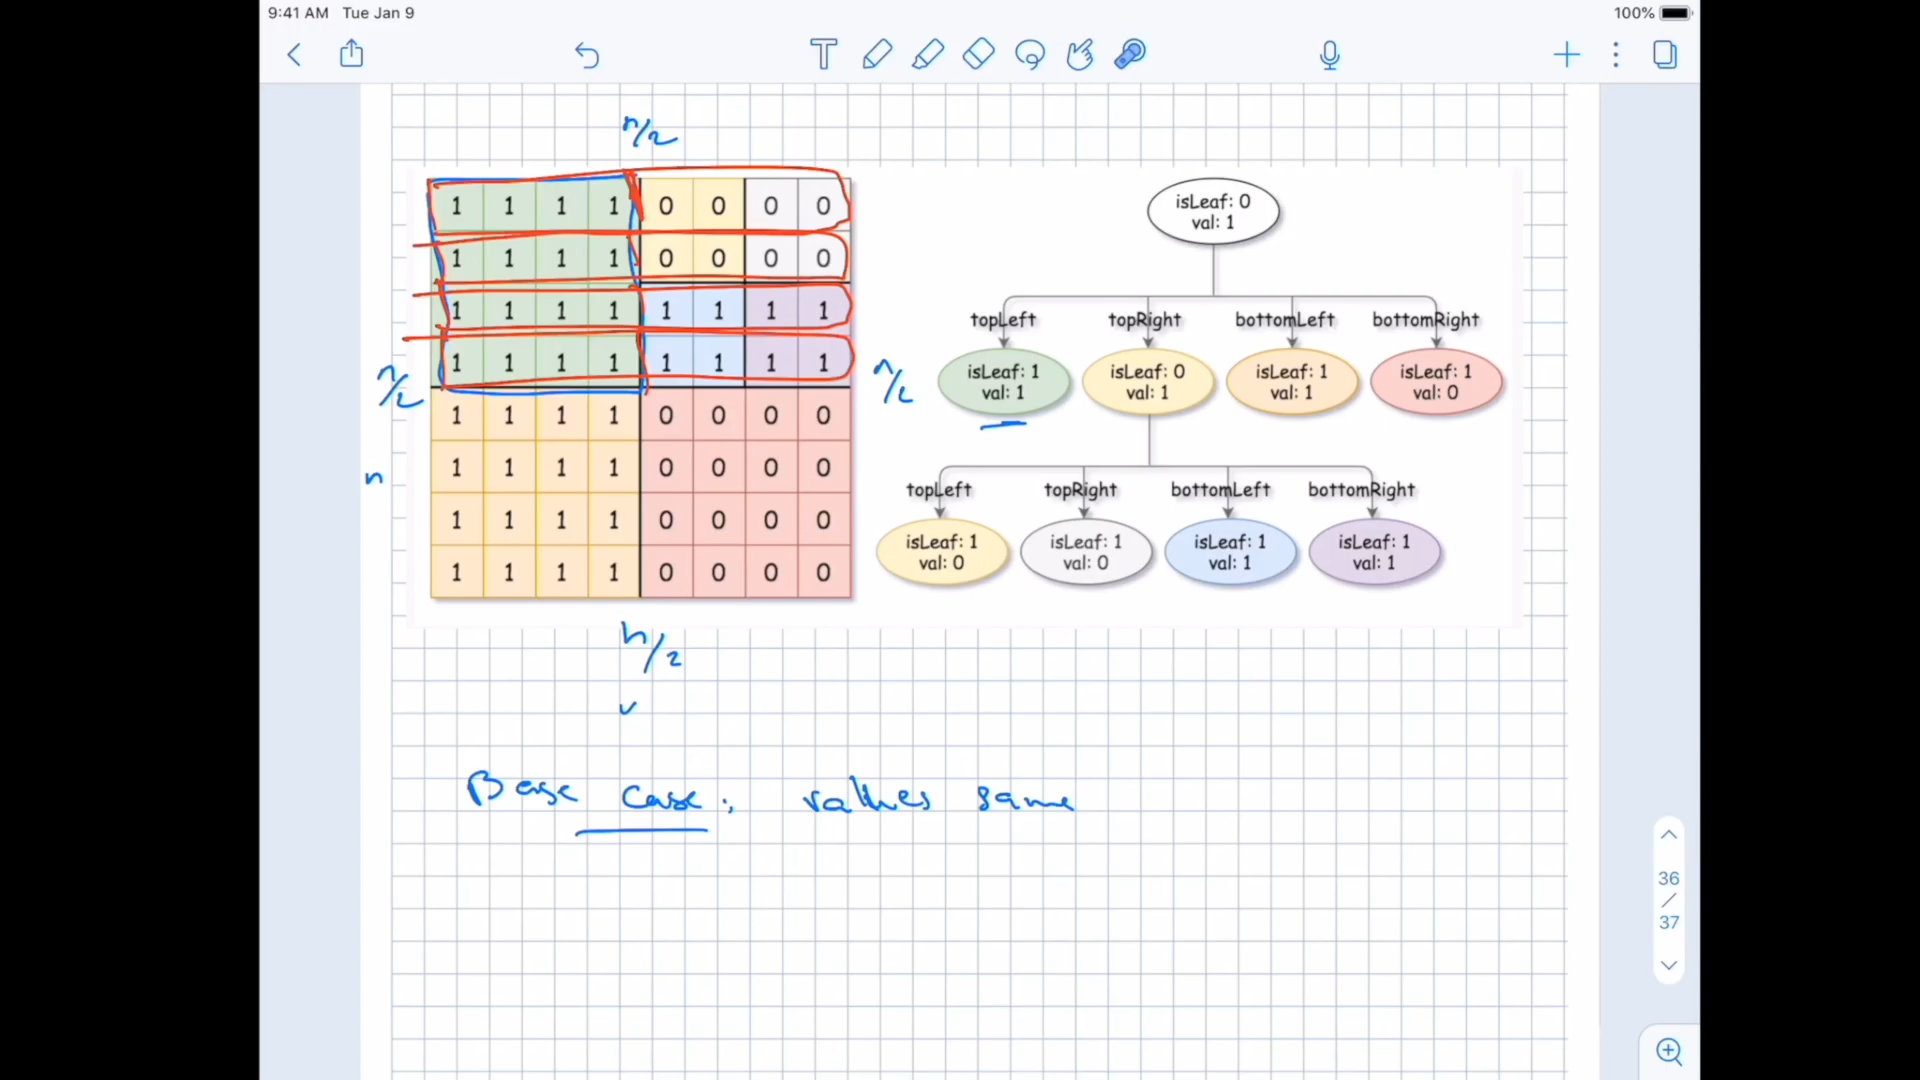 9:41 AM Tue Jan 9
100%
T
n/2
1 1 1 1 0 0 0 0
1 1 1 1 0 0 0 0
1 1 1 1 1 1 1 1
1 1 1 1 1 1 1 1
1 1 1 1 0 0 0 0
1 1 1 1 0 0 0 0
1 1 1 1 0 0 0 0
1 1 1 1 0 0 0 0
n/2
n/2
n
n/2
isLeaf: 0
val: 1
topLeft topRight bottomLeft bottomRight
isLeaf: 1 isLeaf: 0 isLeaf: 1 isLeaf: 1
val: 1 val: 1 val: 1 val: 0
topLeft topRight bottomLeft bottomRight
isLeaf: 1 isLeaf: 1 isLeaf: 1 isLeaf: 1
val: 0 val: 0 val: 1 val: 1
Base case: values same
36
/
37